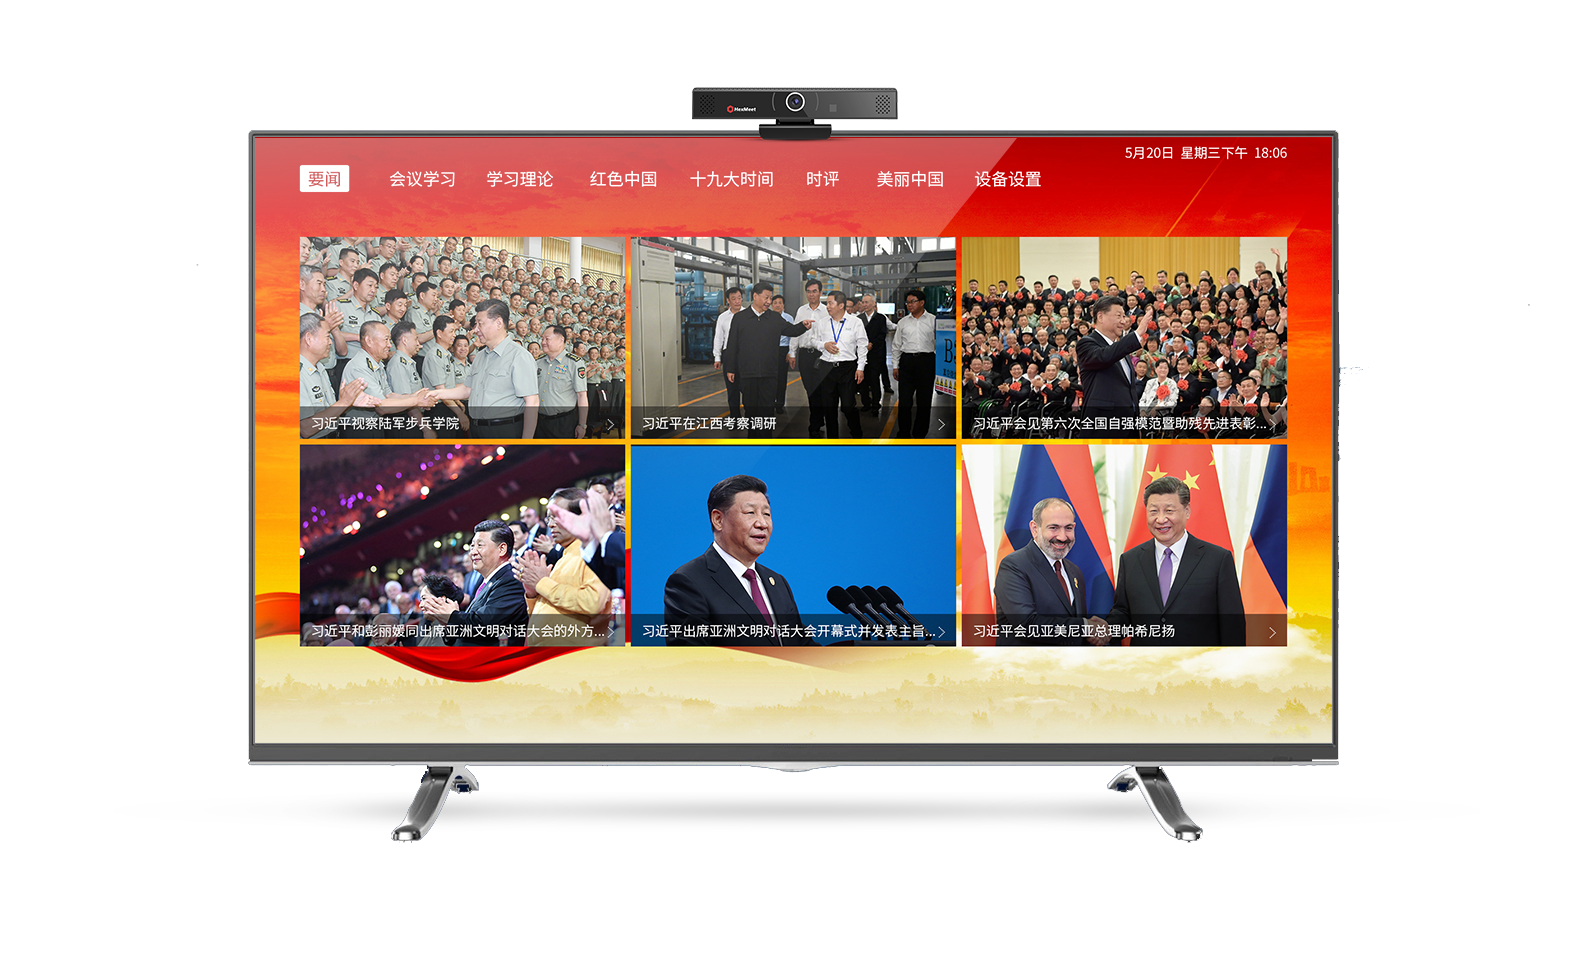 HexMeet
5月20日 星期三下午 18:06
要闻 会议学习 学习理论 红色中国 十九大时间 时评 美丽中国 设备设置
习近平视察陆军步兵学院
习近平在江西考察调研
习近平会见第六次全国自强模范暨助残先进表彰...
习近平和彭丽媛同出席亚洲文明对话大会的外方...
习近平出席亚洲文明对话大会开幕式并发表主旨...
习近平会见亚美尼亚总理帕希尼扬